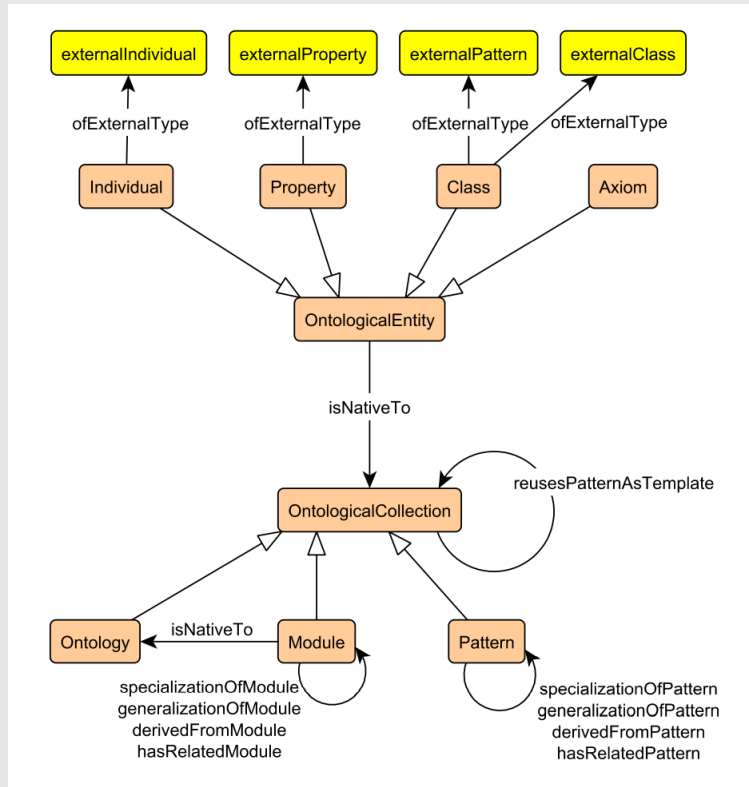 externalIndividual
externalProperty
externalPattern
externalClass
ofExternalType
ofExternalType
ofExternalType
ofExternalType
Individual
Property
Class
Axiom
OntologicalEntity
isNativeTo
reusesPatternAsTemplate
OntologicalCollection
isNativeTo
Ontology
Module
Pattern
specializationOfModule
generalizationOfModule
derivedFromModule
hasRelatedModule
specializationOfPattern
generalizationOfPattern
derivedFromPattern
hasRelatedPattern